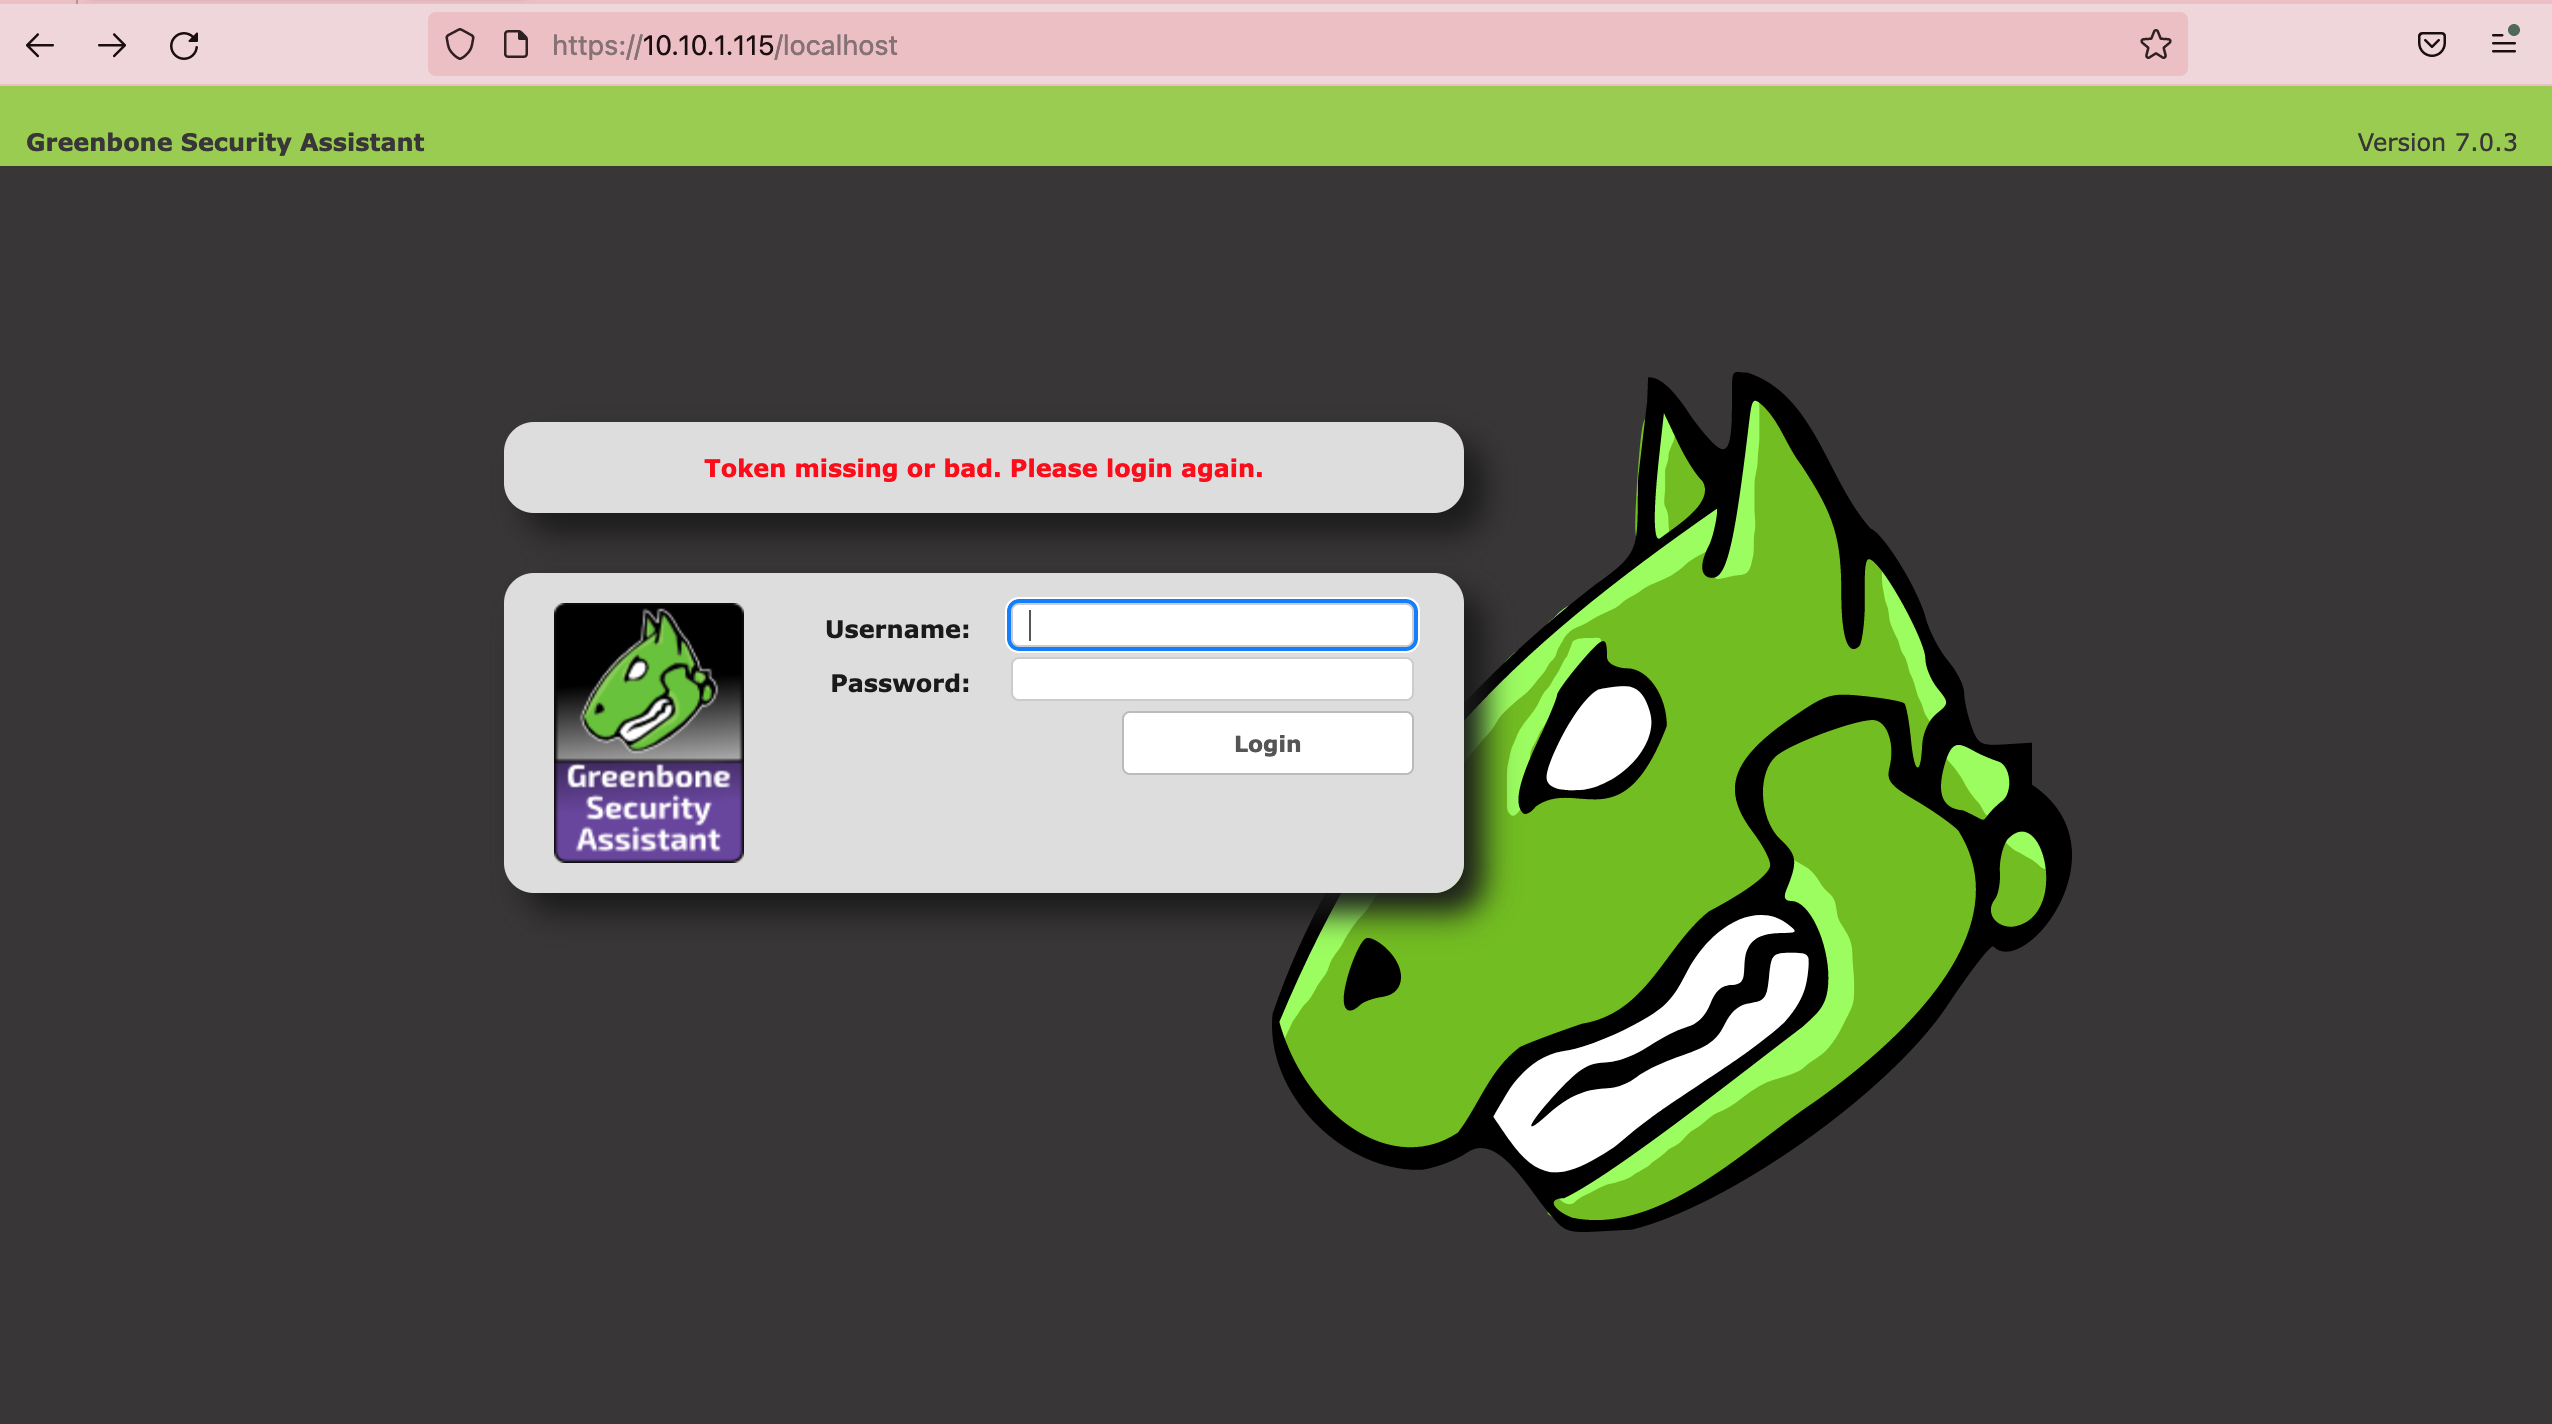 https://10.10.1.115/localhost
Greenbone Security Assistant
Version 7.0.3
Token missing or bad. Please login again.
Greenbone
Security
Assistant
Username:
Password:
Login